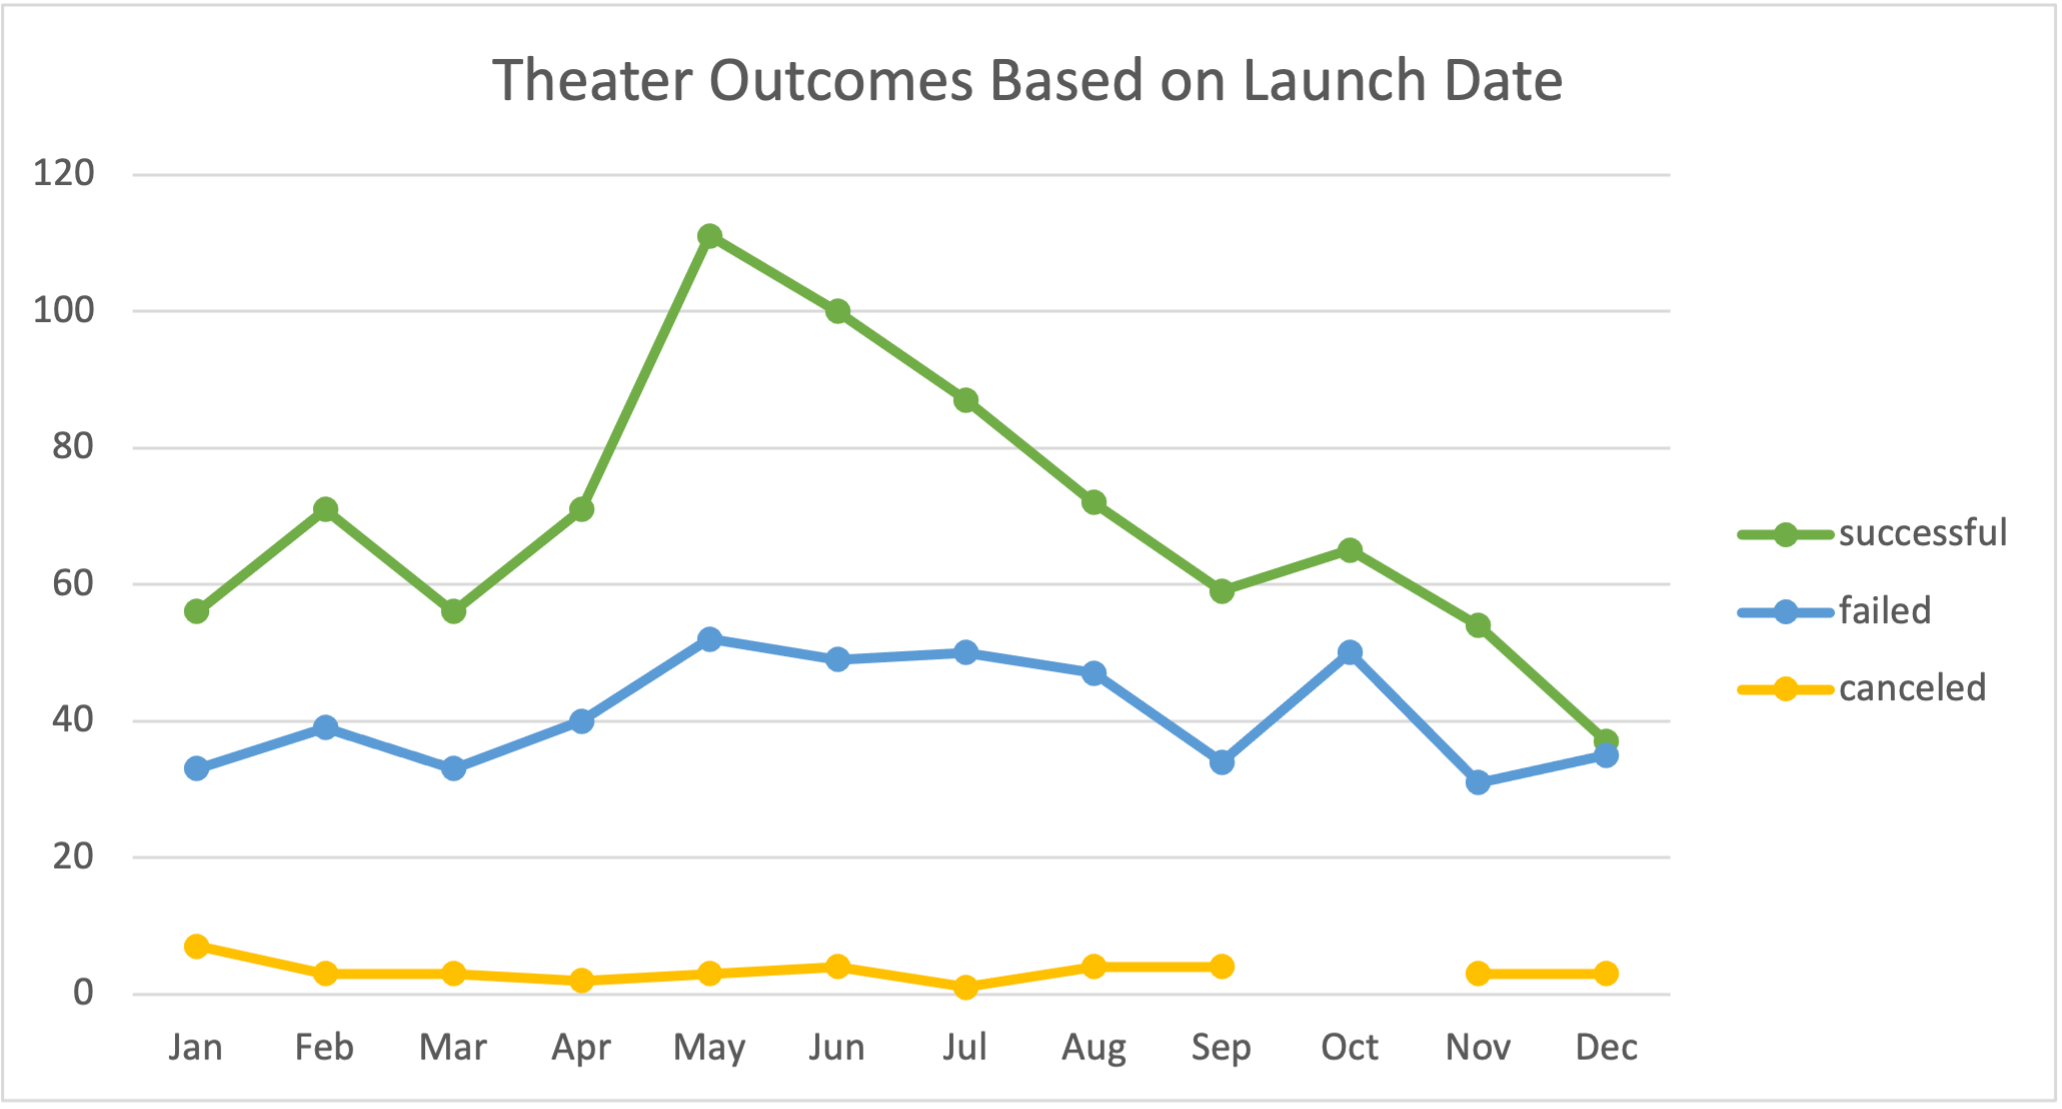 Theater Outcomes Based on Launch Date
120
100
80
60
40
20
0
Jan Feb Mar Apr May Jun Jul Aug Sep Oct Nov Dec
successful
failed
canceled